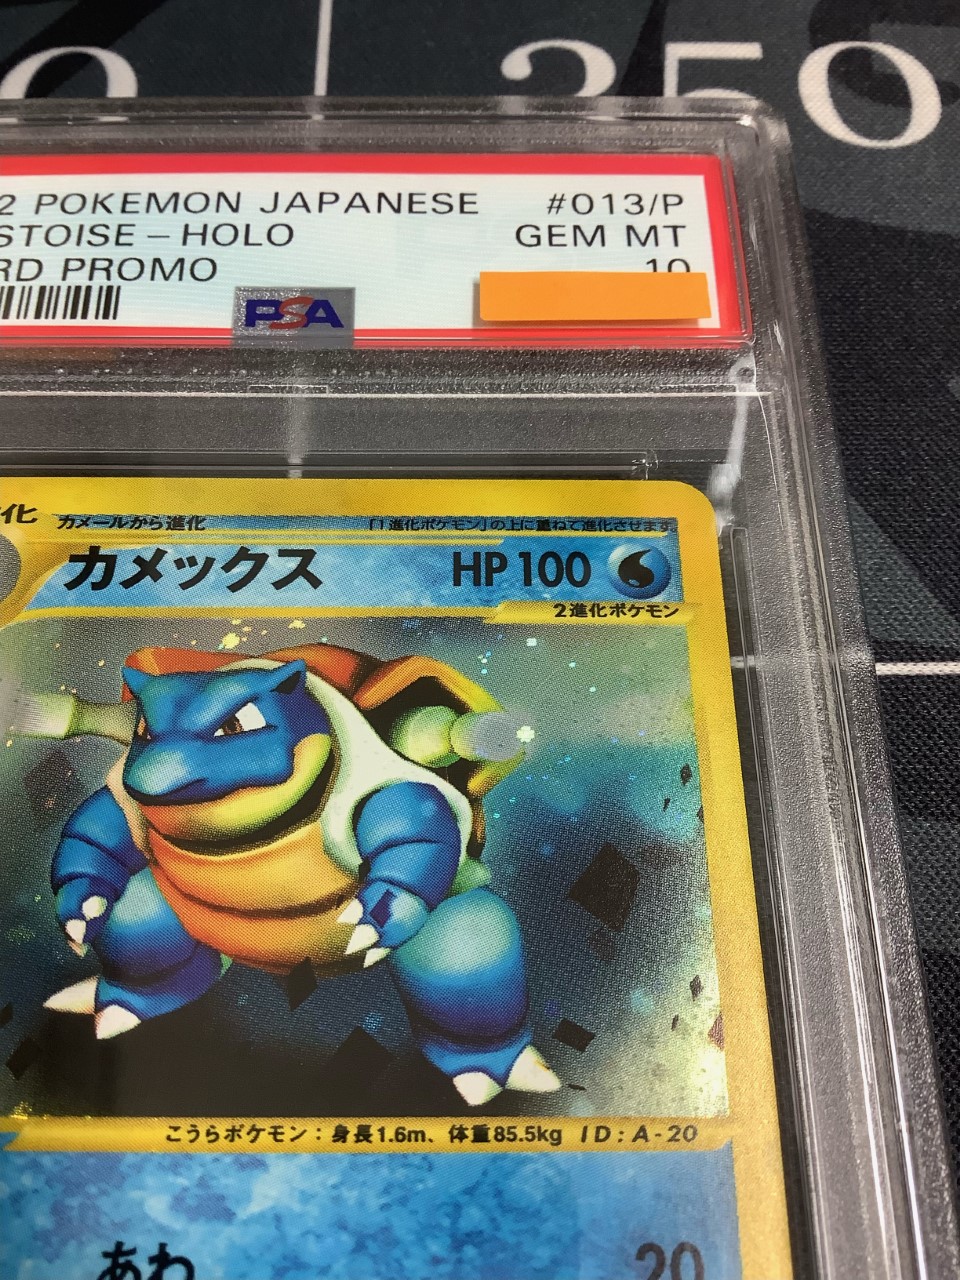 350
2 POKEMON JAPANESE #013/P
STOISE - HOLO GEM MT
RD PROMO 10
PSA
化 カメールから進化 「1進化ポケモン」の上に重ねて進化させます
カメックス HP100
2進化ポケモン
こうらポケモン：身長1.6m、体重85.5kg ID:A-20
あわ 20